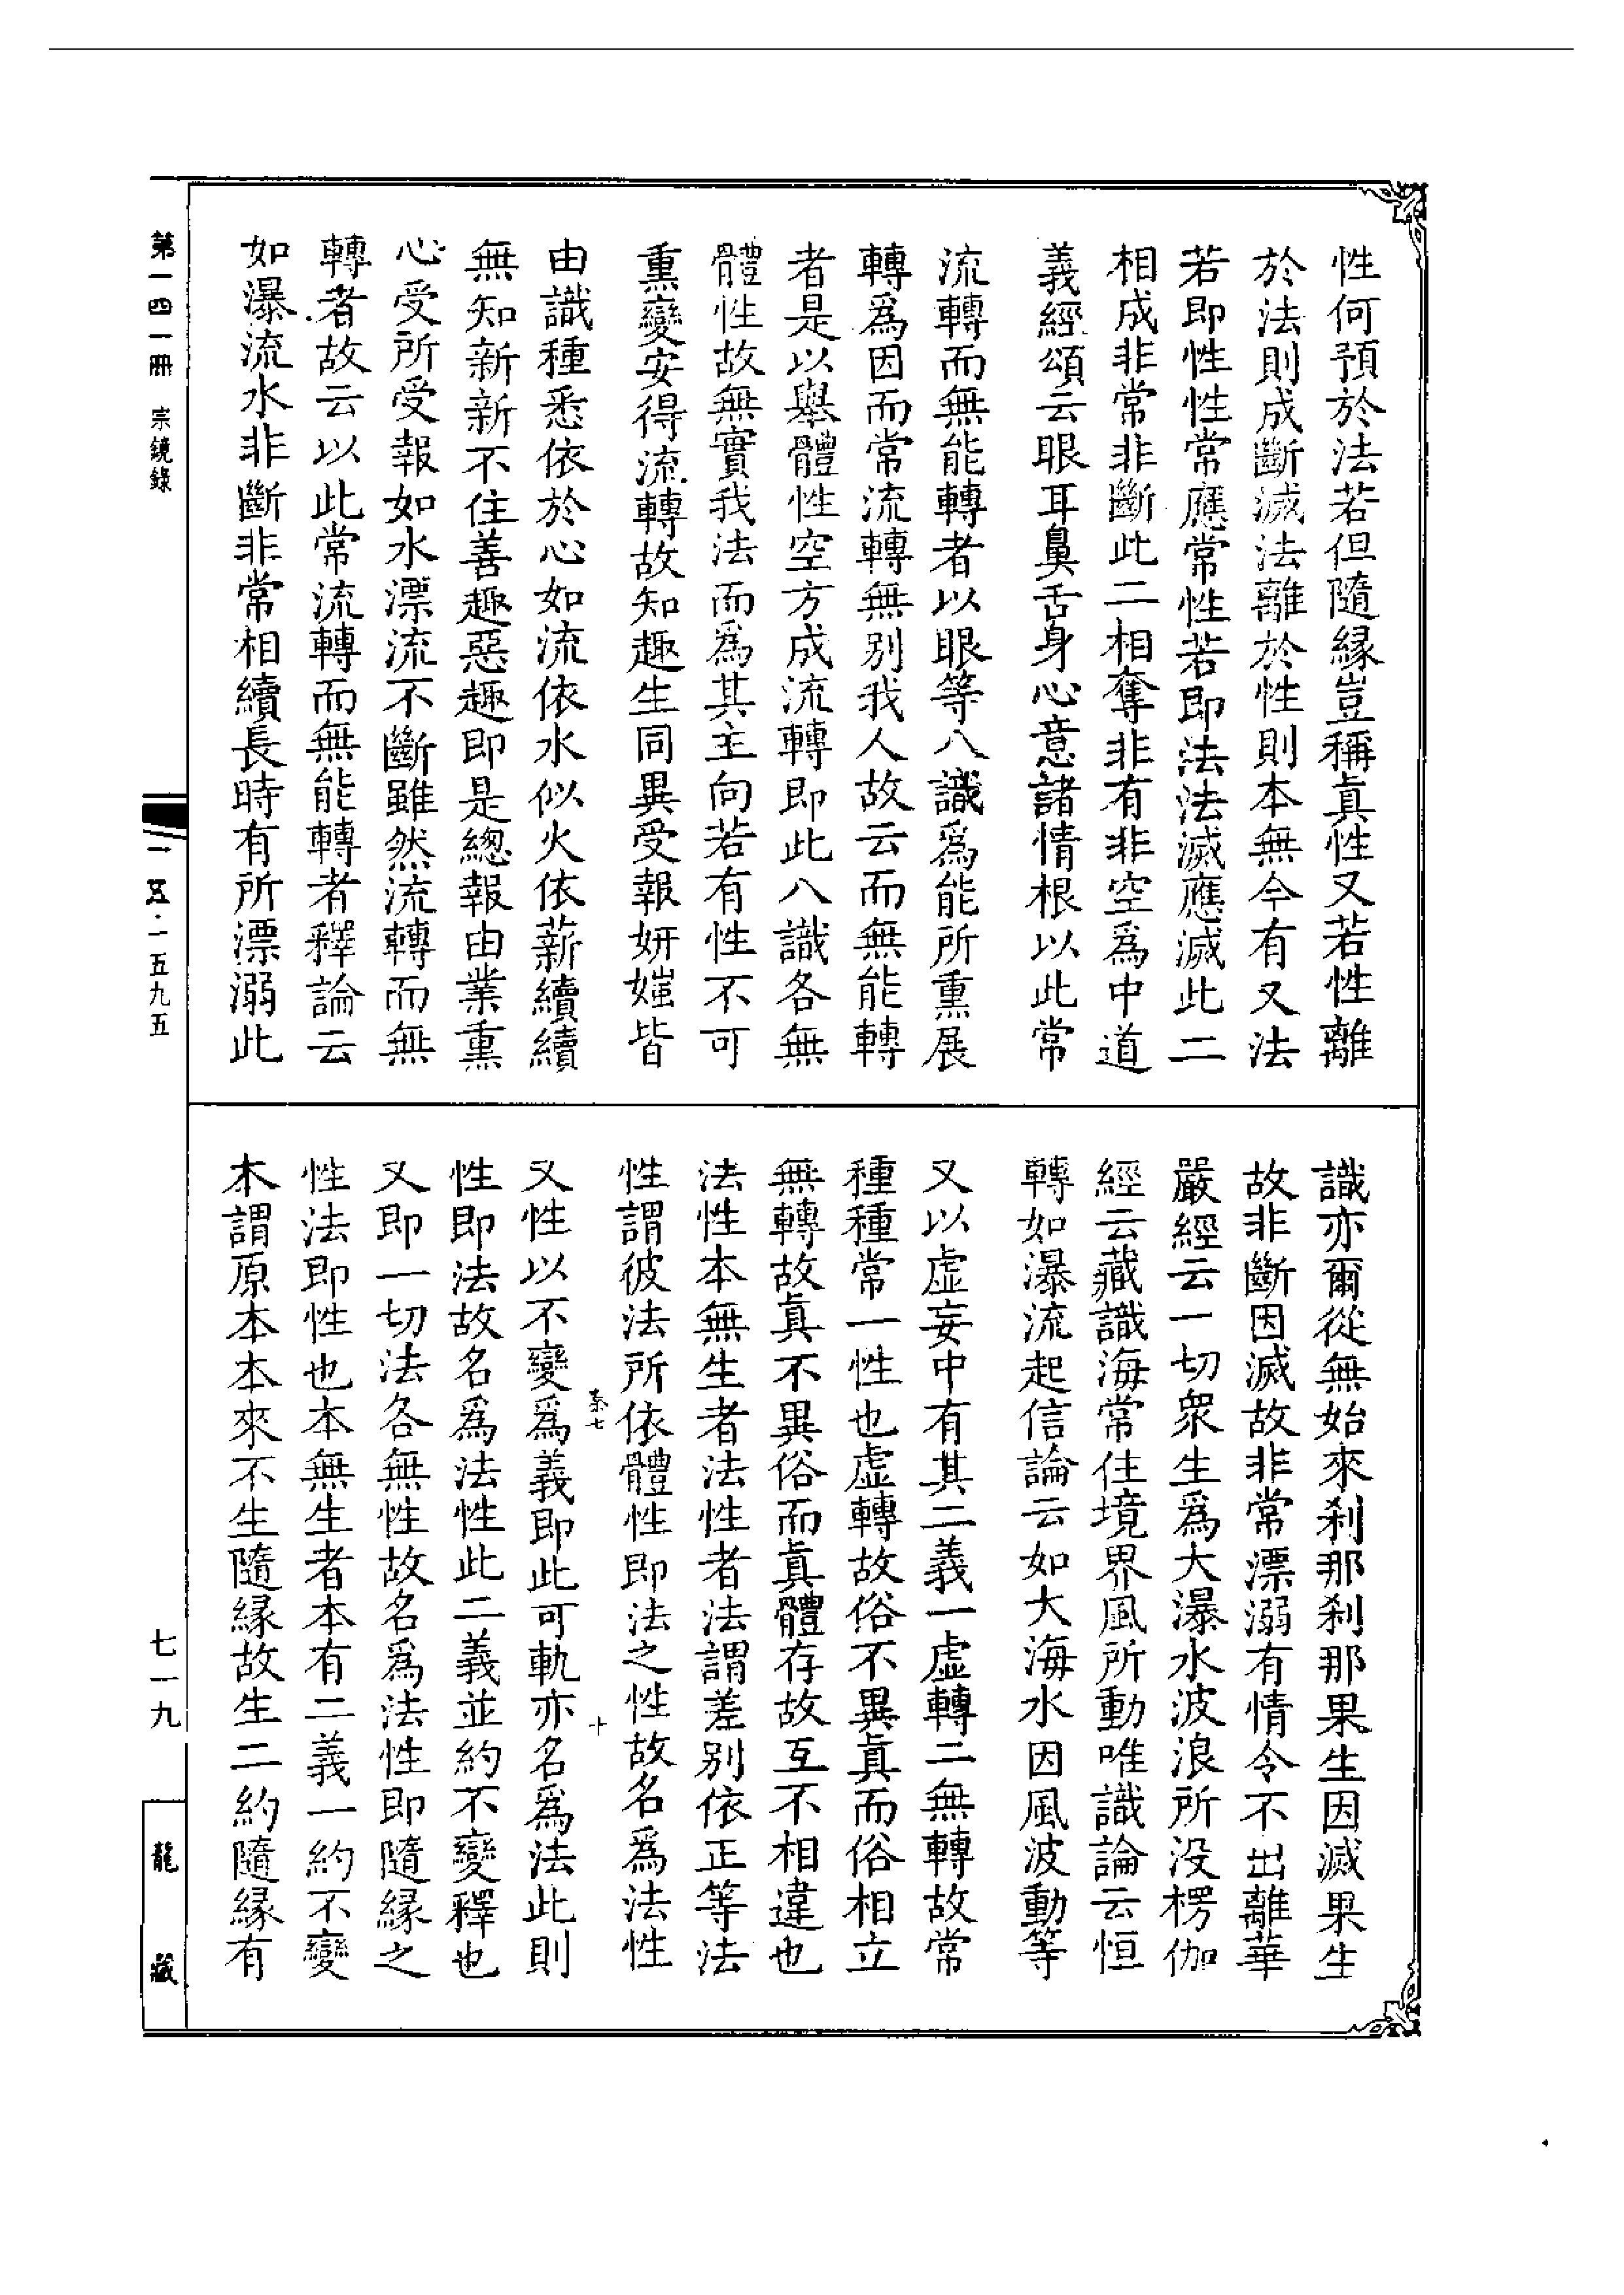 性何預於法若但隨緣豈稱眞性又若性離
於法則成斷滅法離於性則本無今有又法
若即性性常應常性若即法法滅應滅此二
相成非常非斷此二相奪非有非空爲中道
義經頌云眼耳鼻舌身心意諸情根以此常
流轉而無能轉者以眼等八識爲能所熏展
轉爲因而常流轉無別我人故云而無能轉
者是以舉體性空方成流轉即此八識各無
體性故無實我法而爲其主向若有性不可
熏變安得流轉故知趣生同異受報妍媸皆
由識種悉依於心如流依水似火依薪續續
無知新新不住善趣惡趣即是總報由業熏
心受所受報如水漂流不斷雖然流轉而無
轉者故云以此常流轉而無能轉者釋論云
如瀑流水非斷非常相續長時有所漂溺此
識亦爾從無始來刹那刹那果生因滅果生
故非斷因滅故非常漂溺有情令不出離華
嚴經云一切衆生爲大瀑水波浪所没楞伽
經云藏識海常住境界風所動唯識論云恒
轉如瀑流起信論云如大海水因風波動等
又以虛妄中有其二義一虛轉二無轉故常
種種常一性也虛轉故俗不異眞而俗相立
無轉故眞不異俗而眞體存故互不相違也
法性本無生者法性者法謂差別依正等法
性謂彼法所依體性即法之性故名爲法性
又性以不變爲義即此可軌亦名爲法此則
性即法故名爲法性此二義並約不變釋也
又即一切法各無性故名爲法性即隨緣之
性法即性也本無生者本有二義一約不變
本謂原本本來不生隨緣故生二約隨緣有
第一四一冊 宗鏡錄
一五九五
七一九
龍藏